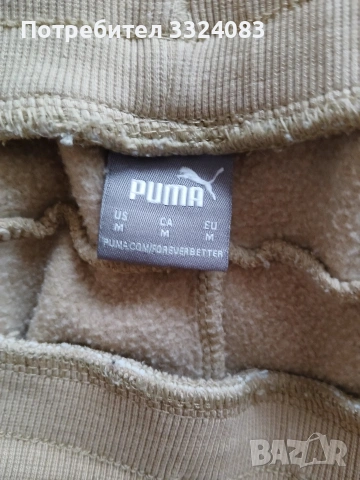 Потребител 3324083
PUMA
US CA EU
M M M
PUMA.COM/FOREVERBETTER
BAZAR